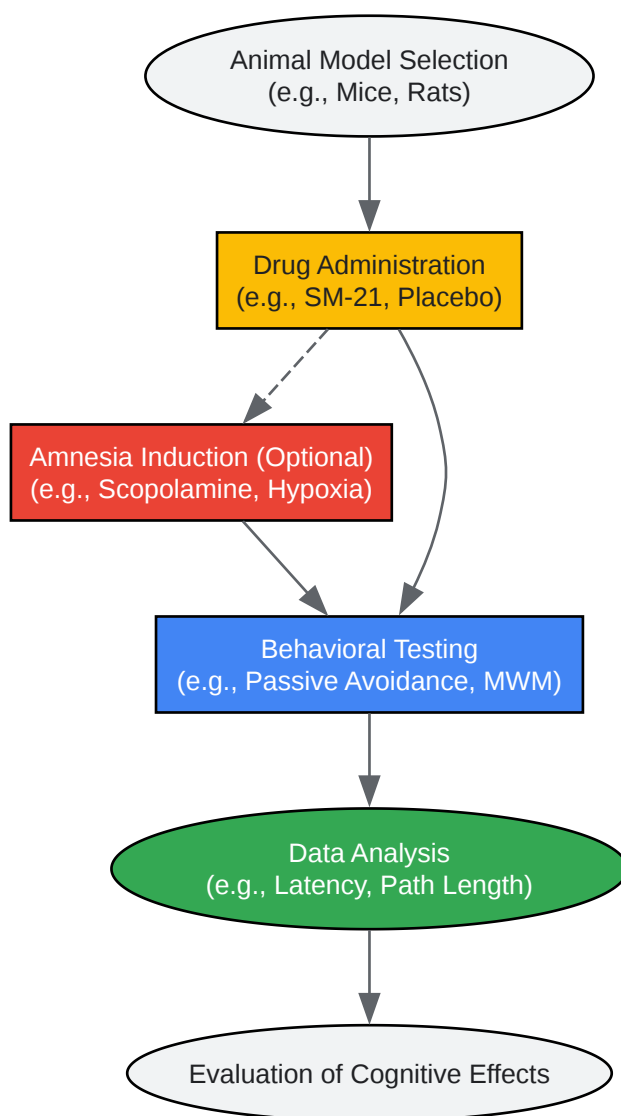 Animal Model Selection
(e.g., Mice, Rats)
Drug Administration
(e.g., SM-21, Placebo)
Amnesia Induction (Optional)
(e.g., Scopolamine, Hypoxia)
Behavioral Testing
(e.g., Passive Avoidance, MWM)
Data Analysis
(e.g., Latency, Path Length)
Evaluation of Cognitive Effects